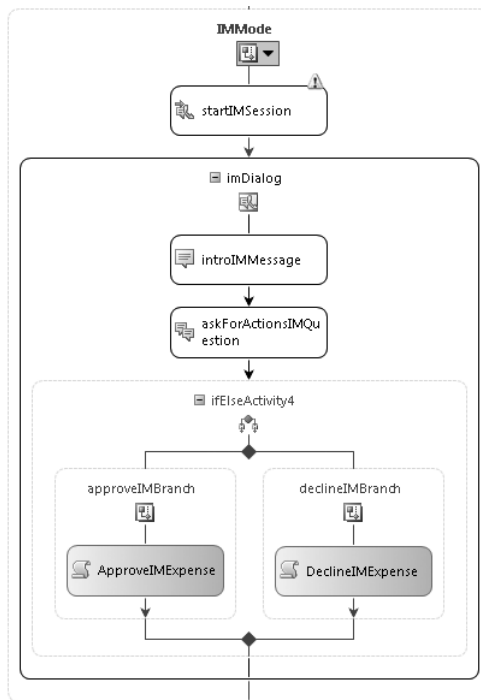 IMMode
startIMSession
imDialog
introIMMessage
askForActionsIMQu
estion
ifElseActivity4
approveIMBranch
declineIMBranch
ApproveIMExpense
DeclineIMExpense